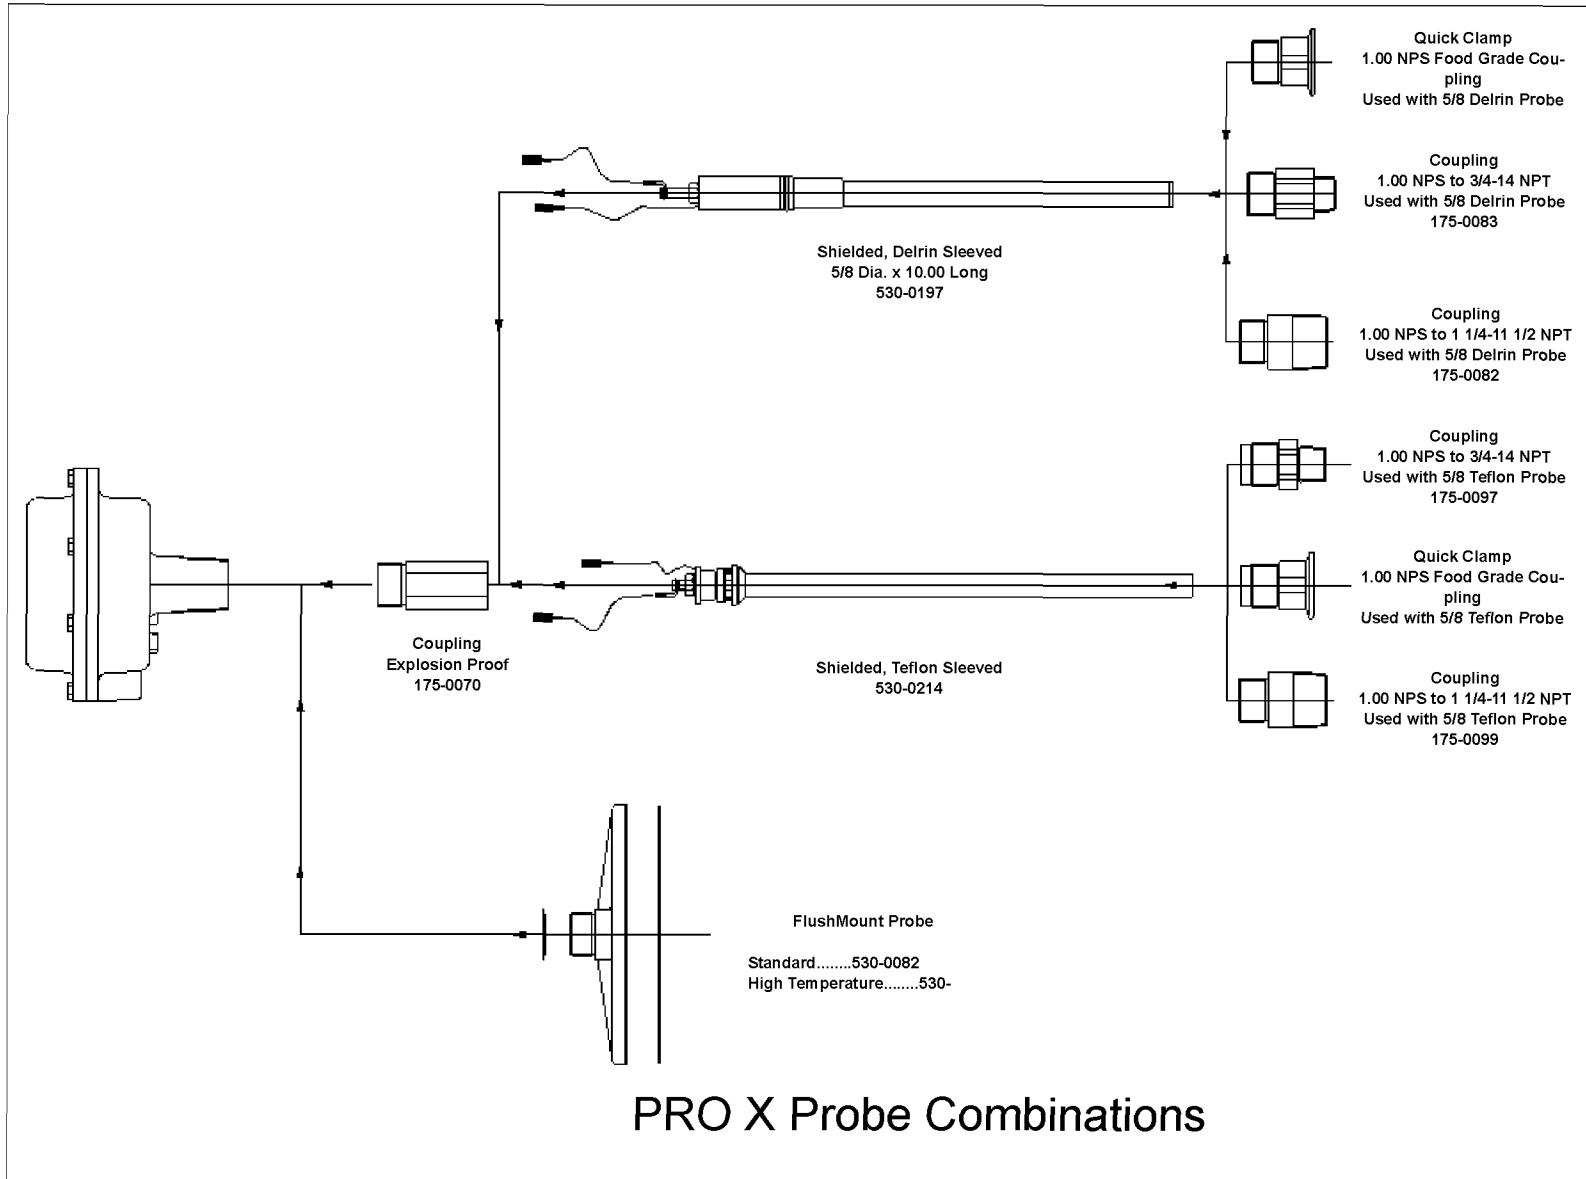 Quick Clamp
1.00 NPS Food Grade Cou-
pling
Used with 5/8 Delrin Probe
Coupling
1.00 NPS to 3/4-14 NPT
Used with 5/8 Delrin Probe
175-0083
Shielded, Delrin Sleeved
5/8 Dia. x 10.00 Long
530-0197
Coupling
1.00 NPS to 1 1/4-11 1/2 NPT
Used with 5/8 Delrin Probe
175-0082
Coupling
1.00 NPS to 3/4-14 NPT
Used with 5/8 Teflon Probe
175-0097
Quick Clamp
1.00 NPS Food Grade Cou-
pling
Used with 5/8 Teflon Probe
Coupling
Explosion Proof
175-0070
Shielded, Teflon Sleeved
530-0214
Coupling
1.00 NPS to 1 1/4-11 1/2 NPT
Used with 5/8 Teflon Probe
175-0099
FlushMount Probe
Standard........530-0082
High Temperature........530-
PRO X Probe Combinations